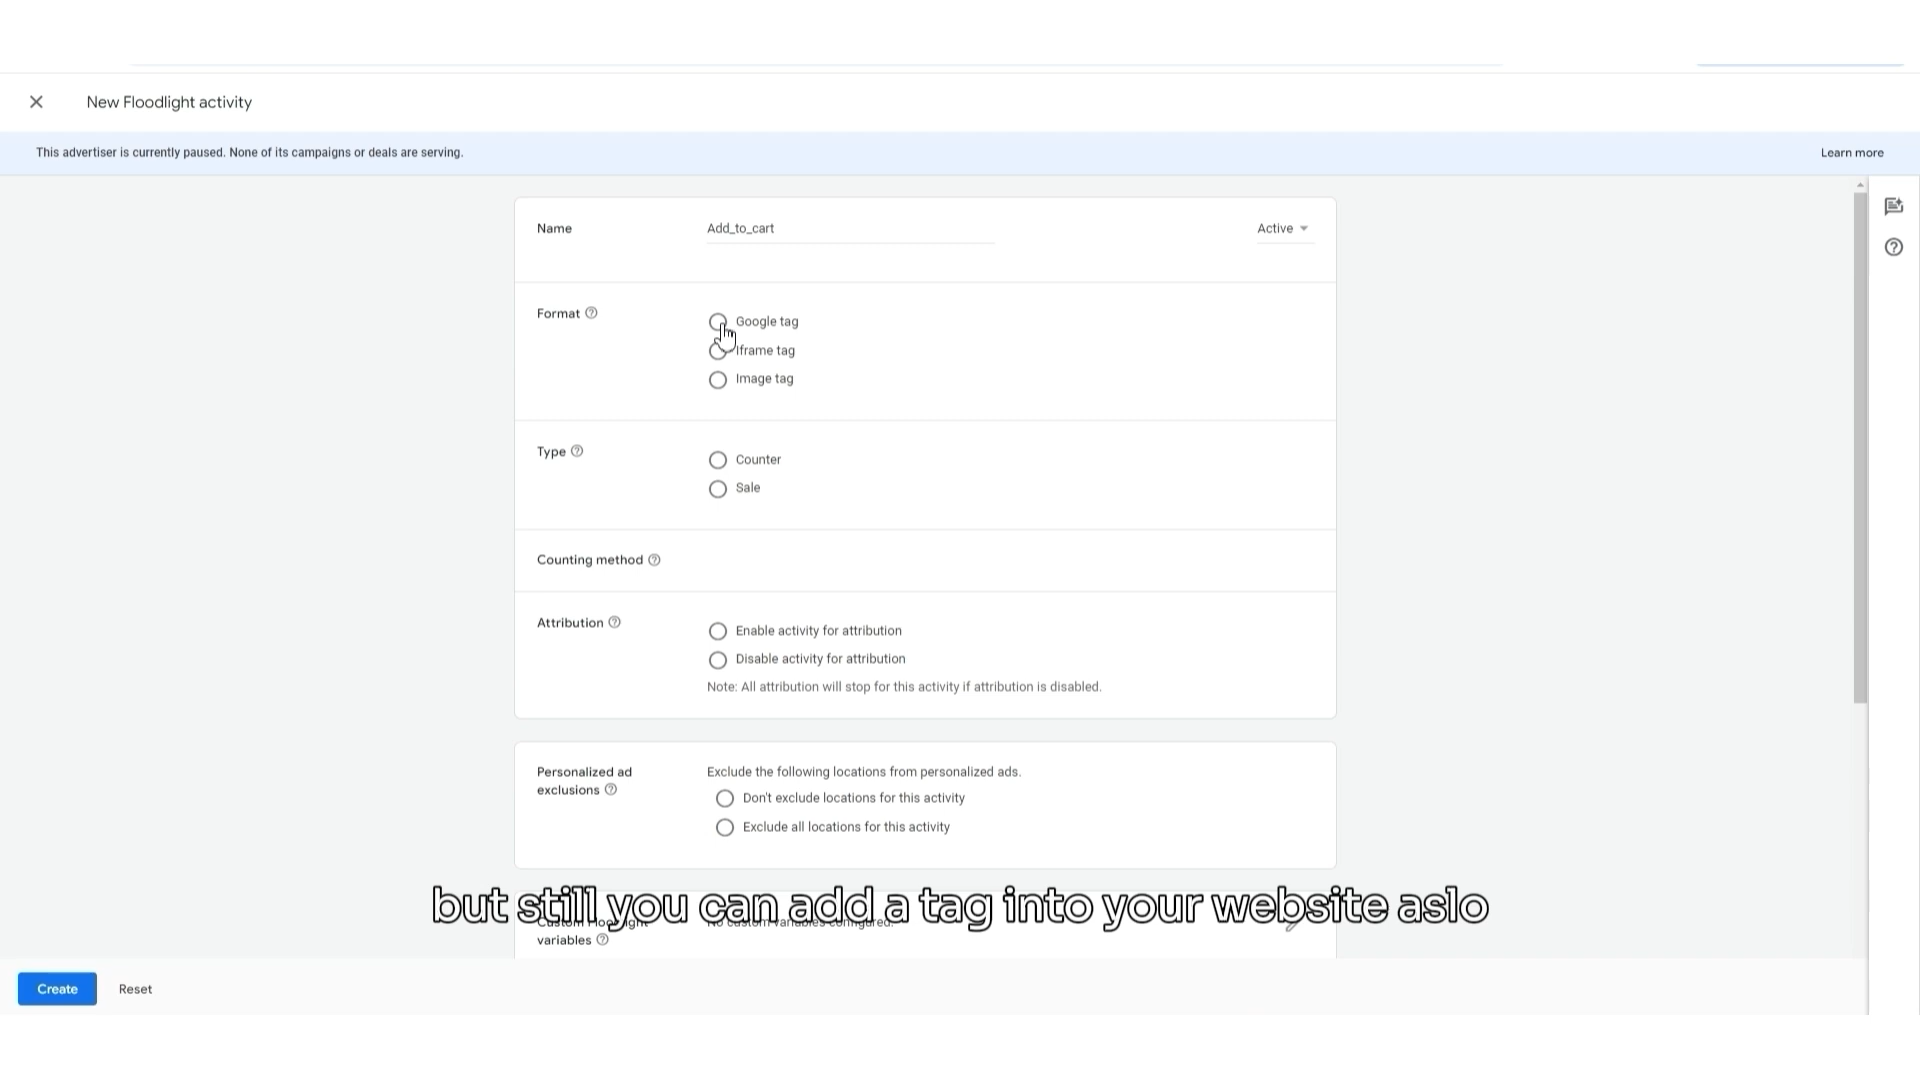 New Floodlight activity
This advertiser is currently paused. None of its campaigns or deals are serving.
Learn more
Name
Add_to_cart
Active
Format
Google tag
Iframe tag
Image tag
Type
Counter
Sale
Counting method
Attribution
Enable activity for attribution
Disable activity for attribution
Note: All attribution will stop for this activity if attribution is disabled.
Personalized ad
exclusions
Exclude the following locations from personalized ads.
Don't exclude locations for this activity
Exclude all locations for this activity
but still you can add a tag into your website aslo
Custom Floodlight
variables
No custom variables configured.
Create
Reset